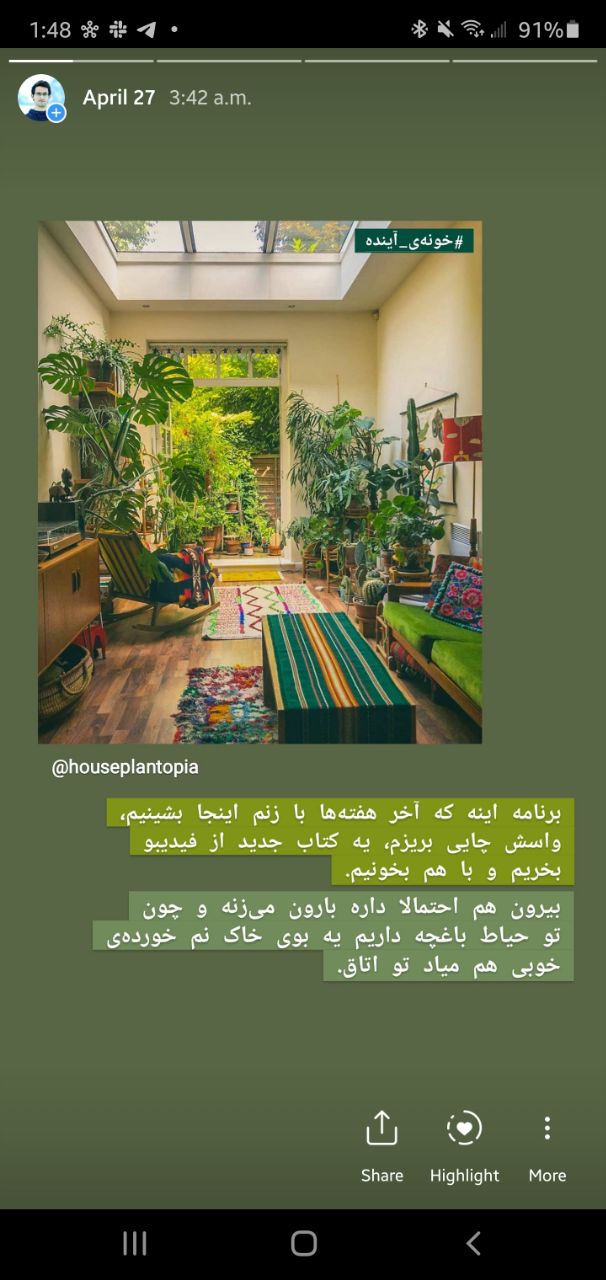 1:48
91%
April 27 3:42 a.m.
#خونه‌ی_آینده
@houseplantopia
برنامه اینه که آخر هفته‌ها با زنم اینجا بشینیم،
واسش چایی بریزم، یه کتاب جدید از فیدیبو
بخریم و با هم بخونیم.
بیرون هم احتمالا داره بارون می‌زنه و چون
تو حیاط باغچه داریم یه بوی خاک نم خورده‌ی
خوبی هم میاد تو اتاق.
Share Highlight More